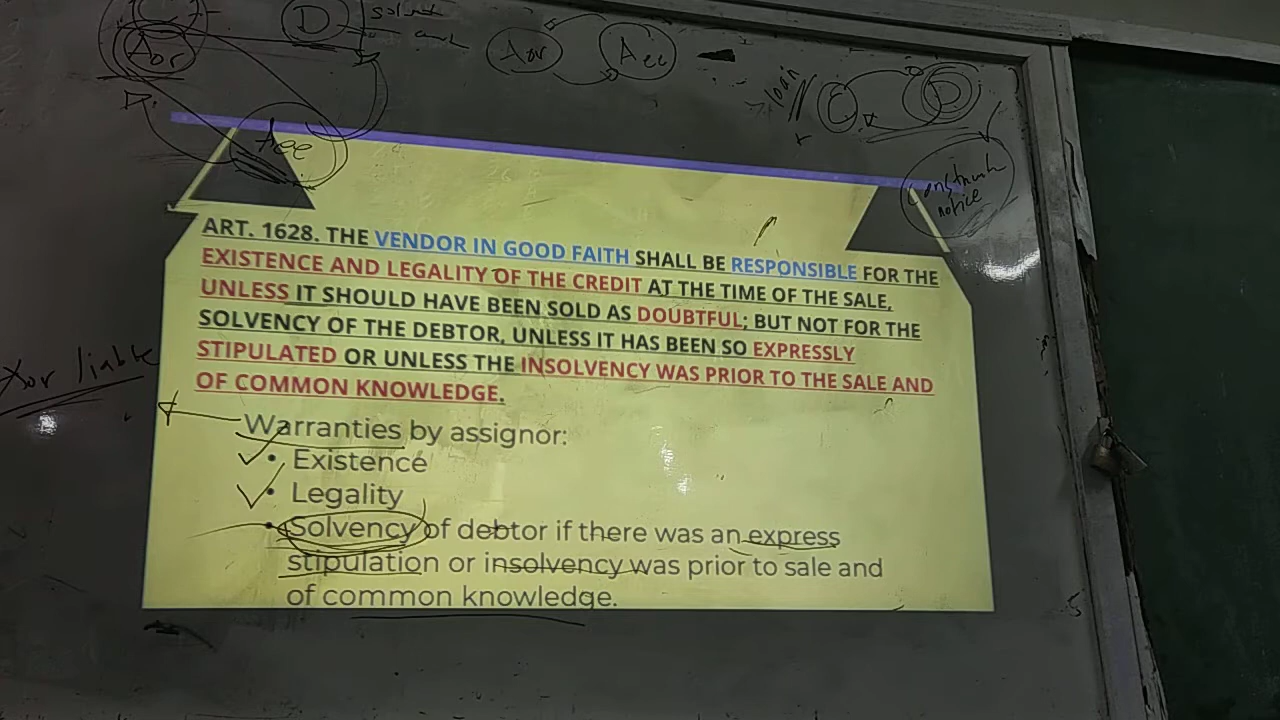 C
D
solvent
Aor
Aor
Aee
loan
C
D
Aee
notice
ART. 1628. THE VENDOR IN GOOD FAITH SHALL BE RESPONSIBLE FOR THE
EXISTENCE AND LEGALITY OF THE CREDIT AT THE TIME OF THE SALE,
UNLESS IT SHOULD HAVE BEEN SOLD AS DOUBTFUL; BUT NOT FOR THE
SOLVENCY OF THE DEBTOR, UNLESS IT HAS BEEN SO EXPRESSLY
STIPULATED OR UNLESS THE INSOLVENCY WAS PRIOR TO THE SALE AND
OF COMMON KNOWLEDGE.
liable
Warranties by assignor:
• Existence
• Legality
• Solvency of debtor if there was an express
stipulation or insolvency was prior to sale and
of common knowledge.